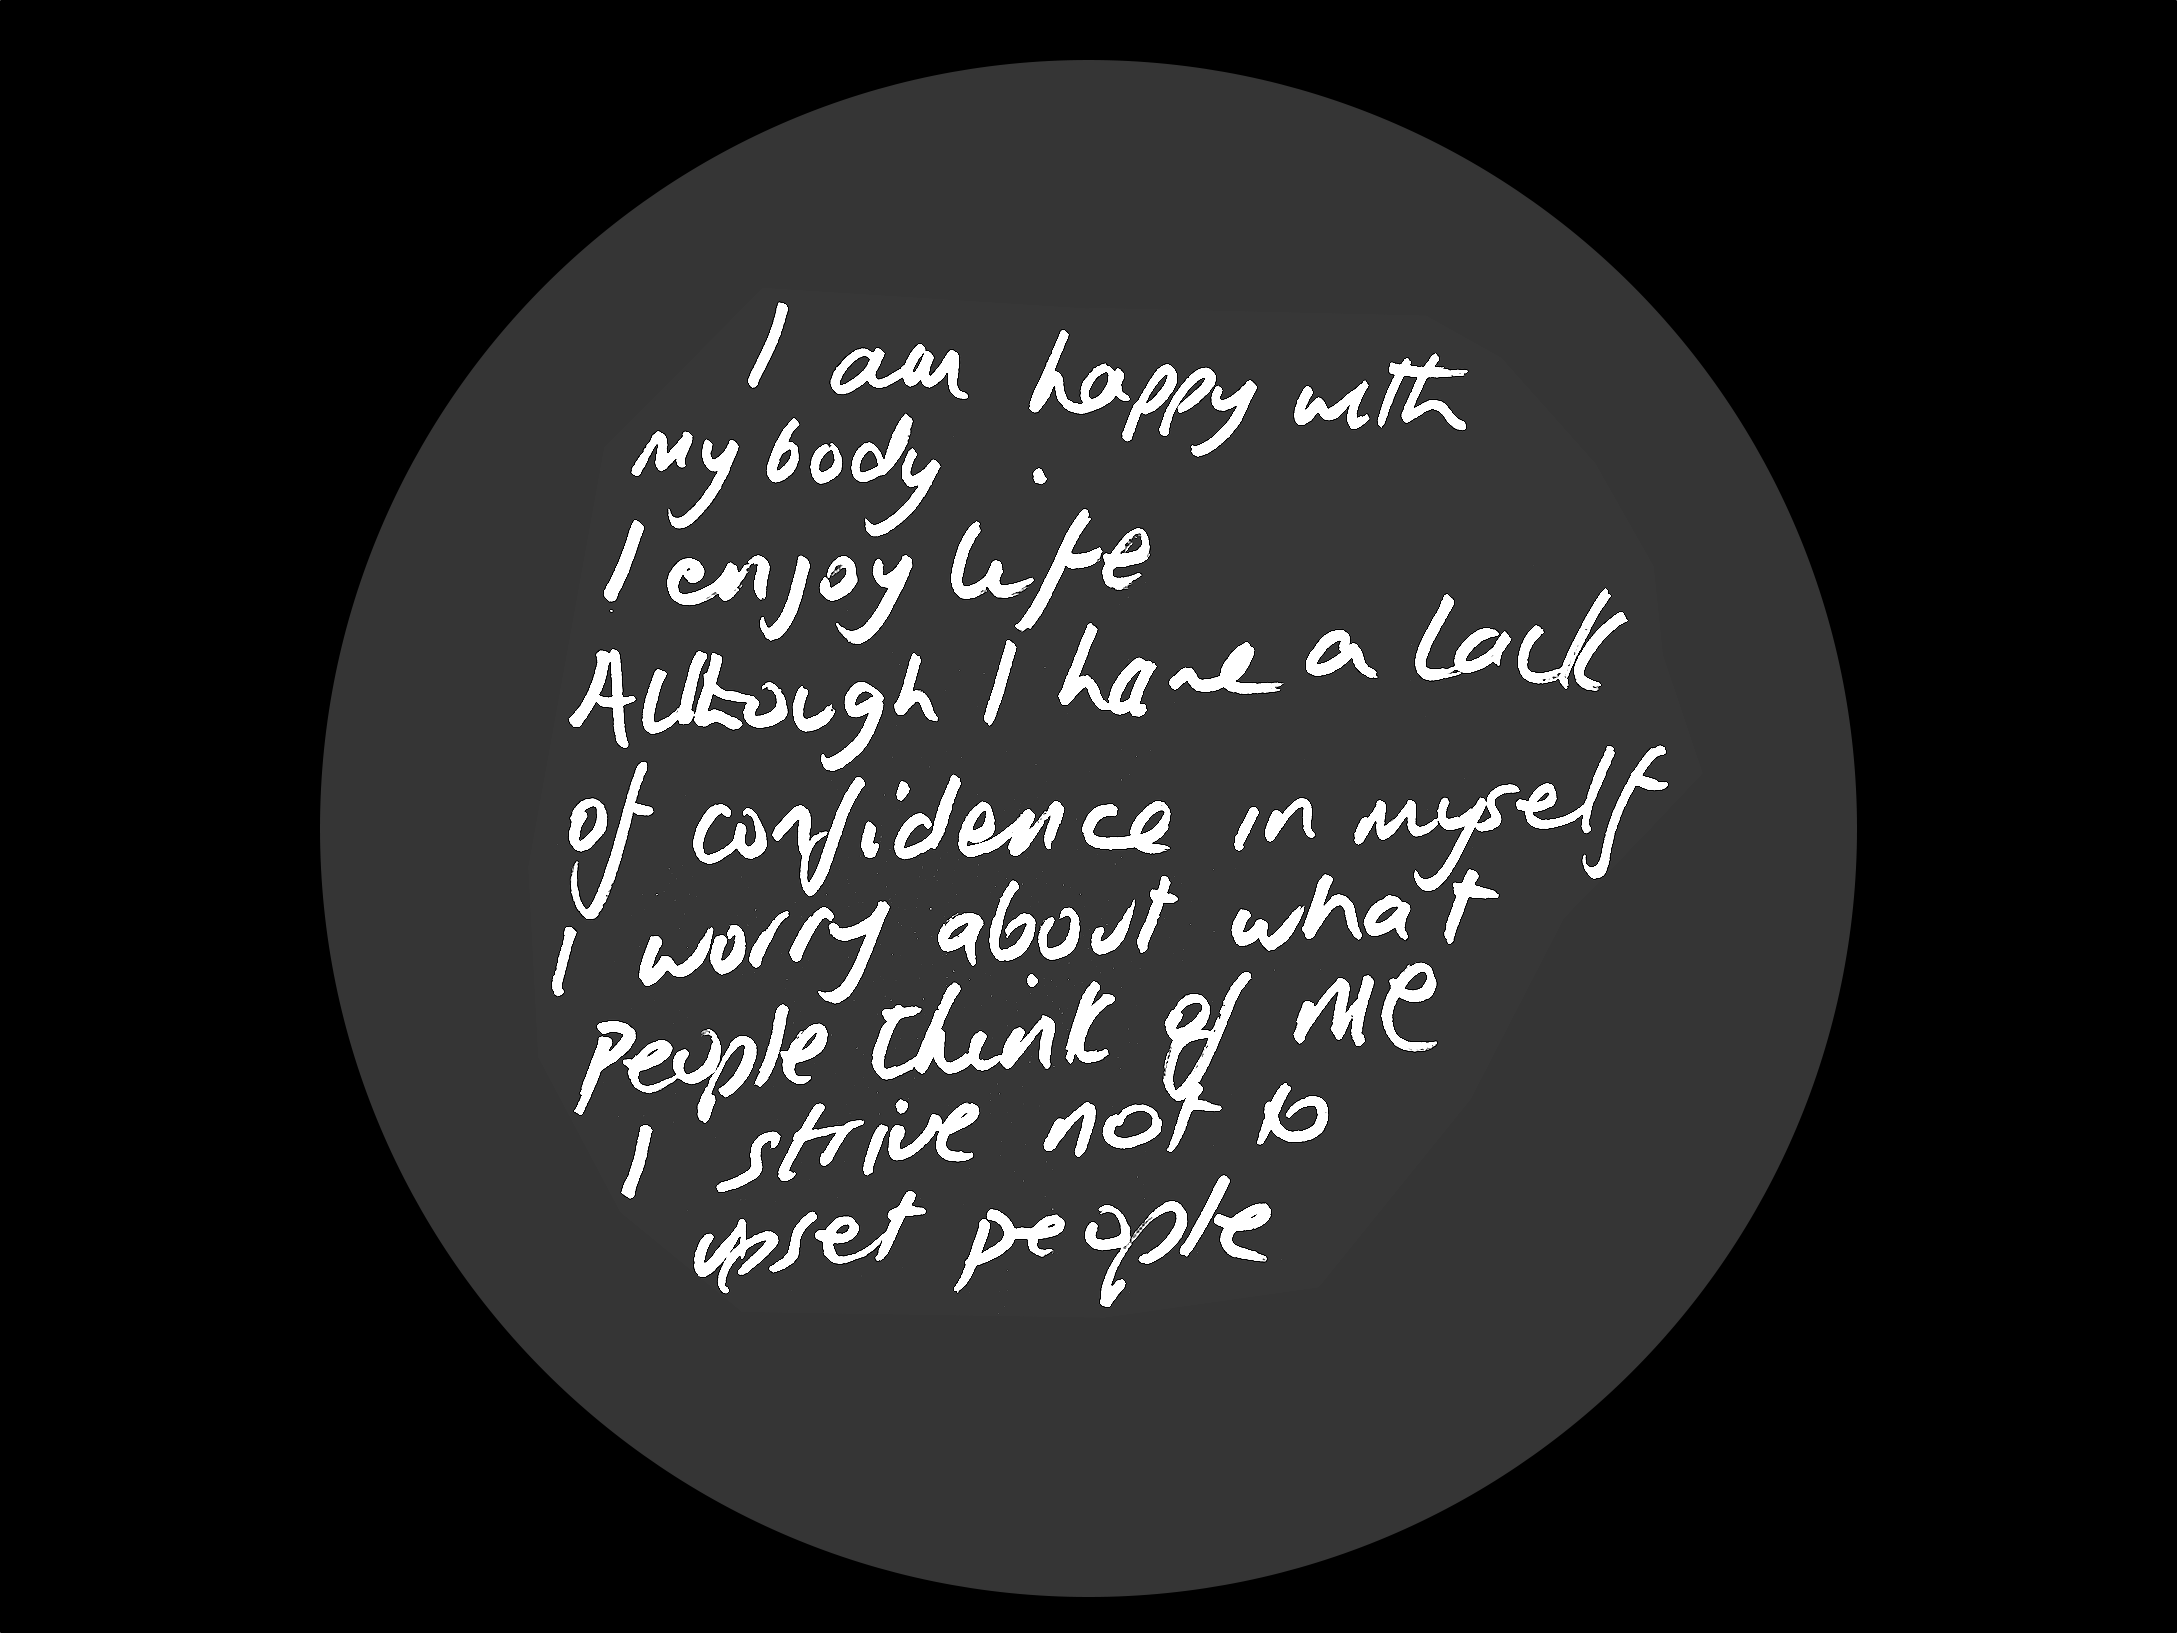 I am happy with
my body.
I enjoy life
Although I have a lack
of confidence in myself
I worry about what
people think of me
I strive not to
upset people